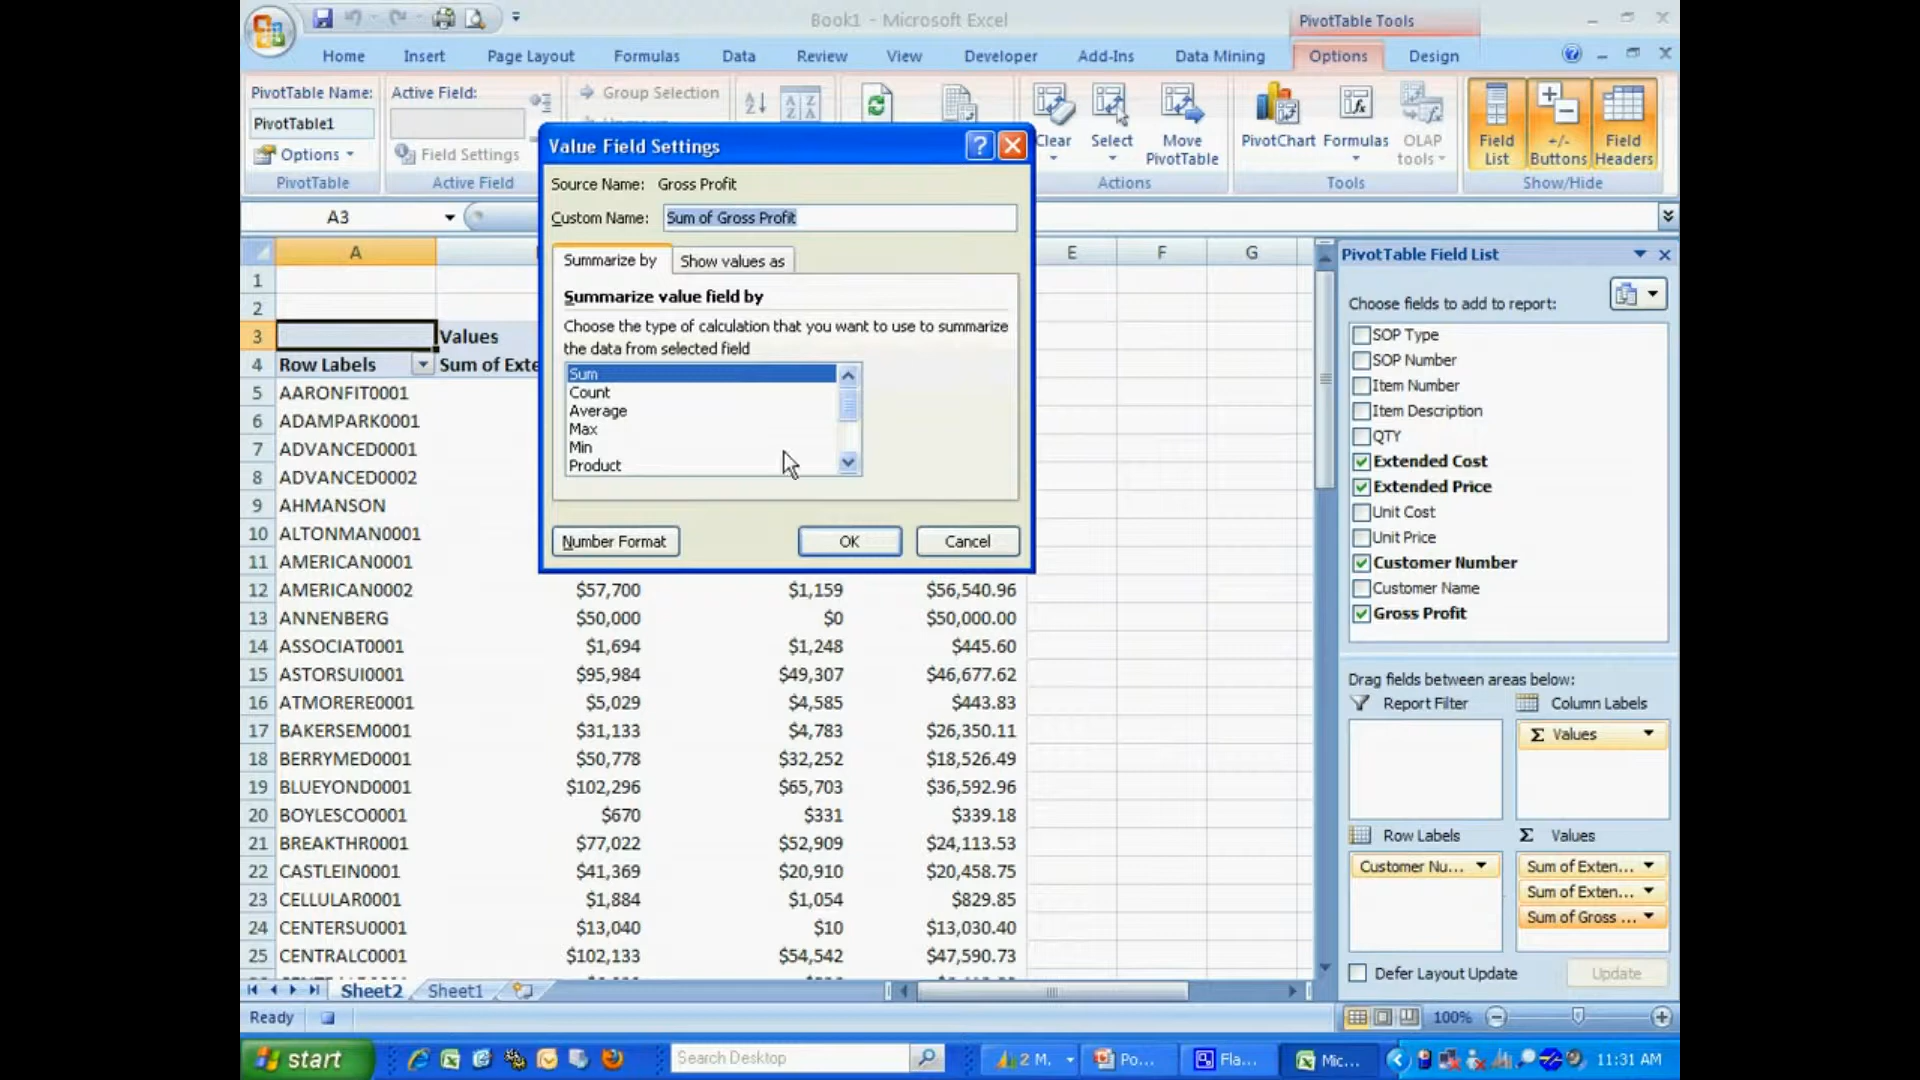 Book1 - Microsoft Excel
PivotTable Tools
Home Insert Page Layout Formulas Data Review View Developer Add-Ins Data Mining Options Design
PivotTable Name:
PivotTable1
Options
PivotTable
Active Field:
Field Settings
Active Field
Group Selection
Clear
Select
Move PivotTable
Actions
PivotChart
Formulas
OLAP tools
Tools
Field List
+/- Buttons
Field Headers
Show/Hide
A3
Value Field Settings
Source Name: Gross Profit
Custom Name: Sum of Gross Profit
Summarize by Show values as
Summarize value field by
Choose the type of calculation that you want to use to summarize
the data from selected field
Sum
Count
Average
Max
Min
Product
Number Format OK Cancel
A E F G
1
2
3 Values
4 Row Labels Sum of Exte
5 AARONFIT0001
6 ADAMPARK0001
7 ADVANCED0001
8 ADVANCED0002
9 AHMANSON
10 ALTONMAN0001
11 AMERICAN0001
12 AMERICAN0002 $57,700 $1,159 $56,540.96
13 ANNENBERG $50,000 $0 $50,000.00
14 ASSOCIAT0001 $1,694 $1,248 $445.60
15 ASTORSUI0001 $95,984 $49,307 $46,677.62
16 ATMORERE0001 $5,029 $4,585 $443.83
17 BAKERSEM0001 $31,133 $4,783 $26,350.11
18 BERRYMED0001 $50,778 $32,252 $18,526.49
19 BLUEYOND0001 $102,296 $65,703 $36,592.96
20 BOYLESCO0001 $670 $331 $339.18
21 BREAKTHR0001 $77,022 $52,909 $24,113.53
22 CASTLEIN0001 $41,369 $20,910 $20,458.75
23 CELLULAR0001 $1,884 $1,054 $829.85
24 CENTERSU0001 $13,040 $10 $13,030.40
25 CENTRALC0001 $102,133 $54,542 $47,590.73
PivotTable Field List
Choose fields to add to report:
SOP Type
SOP Number
Item Number
Item Description
QTY
Extended Cost
Extended Price
Unit Cost
Unit Price
Customer Number
Customer Name
Gross Profit
Drag fields between areas below:
Report Filter Column Labels
Σ Values
Row Labels Σ Values
Customer Nu... Sum of Exten...
Sum of Exten...
Sum of Gross ...
Defer Layout Update Update
Sheet2 Sheet1
Ready 100%
start Search Desktop 2 M. Po... Fla... Mic... 11:31 AM